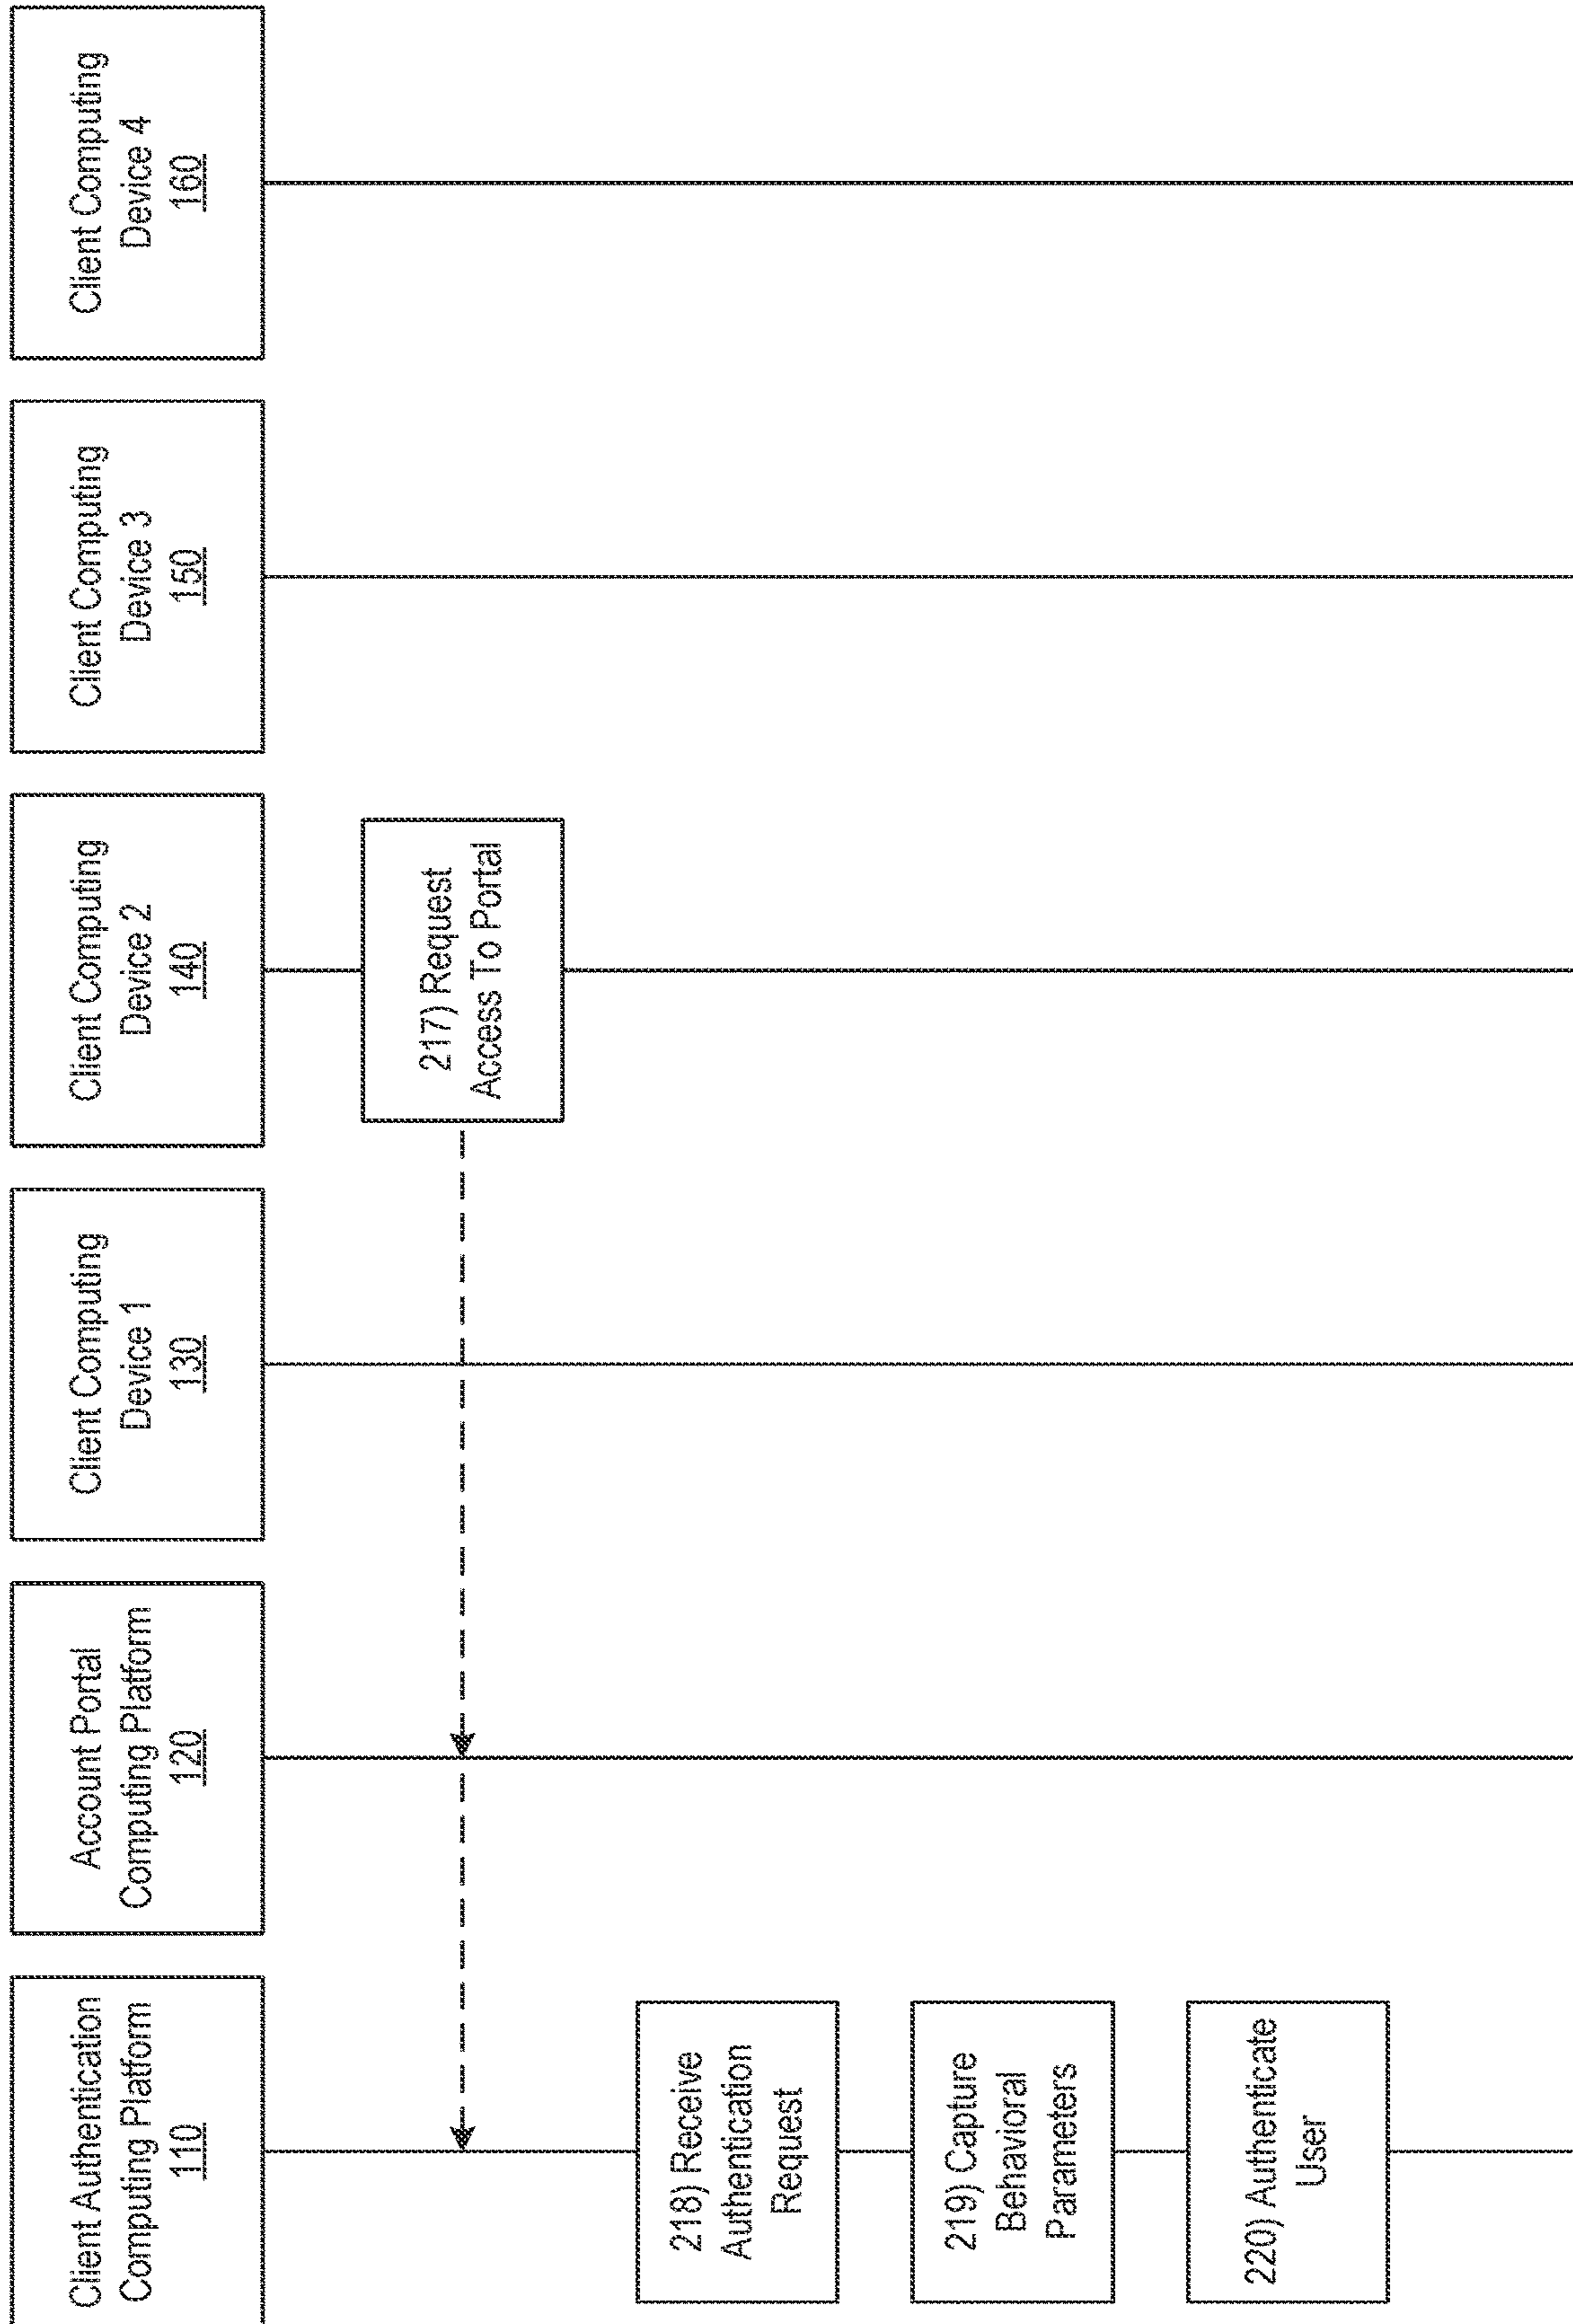 Client Authentication
Computing Platform
110
Account Portal
Computing Platform
120
Client Computing
Device 1
130
Client Computing
Device 2
140
Client Computing
Device 3
150
Client Computing
Device 4
160
217) Request
Access To Portal
218) Receive
Authentication
Request
219) Capture
Behavioral
Parameters
220) Authenticate
User